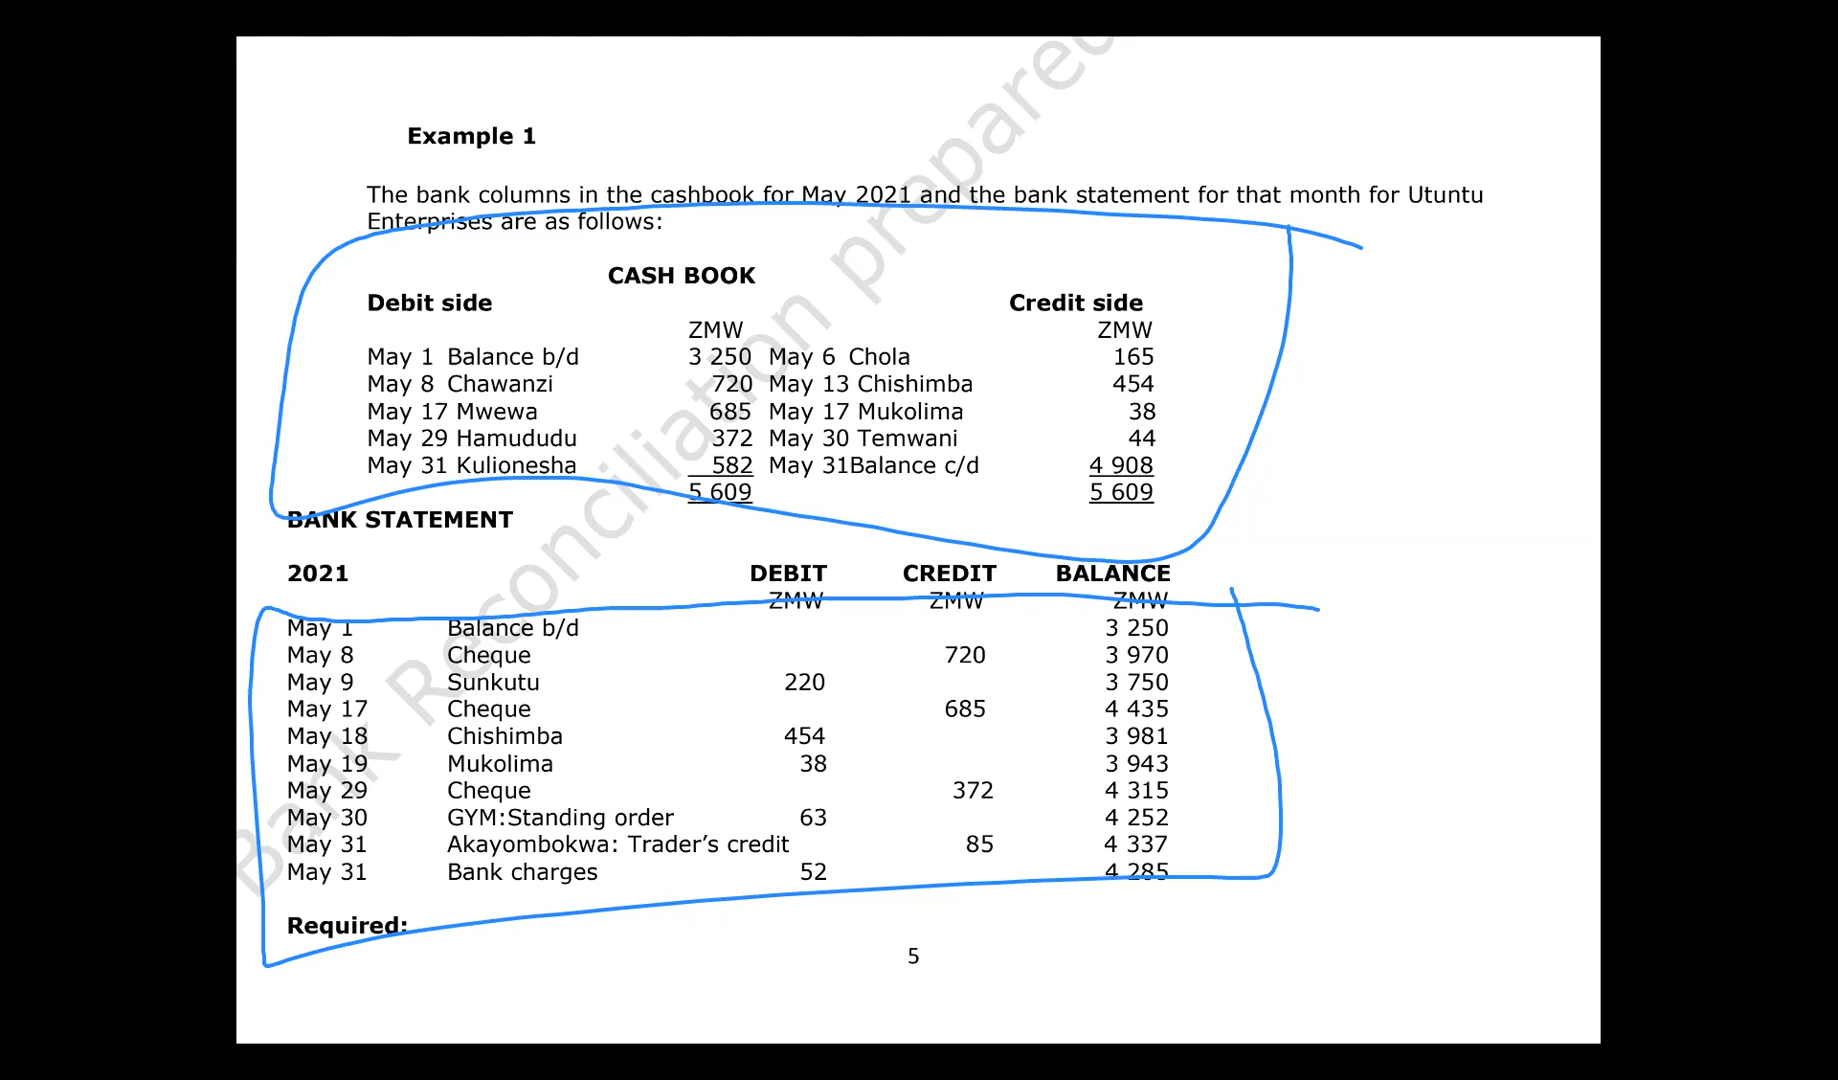 Example 1
The bank columns in the cashbook for May 2021 and the bank statement for that month for Utuntu
Enterprises are as follows:
CASH BOOK
Debit side Credit side
ZMW ZMW
May 1 Balance b/d 3 250 May 6 Chola 165
May 8 Chawanzi 720 May 13 Chishimba 454
May 17 Mwewa 685 May 17 Mukolima 38
May 29 Hamududu 372 May 30 Temwani 44
May 31 Kulionesha 582 May 31Balance c/d 4 908
5 609 5 609
BANK STATEMENT
2021 DEBIT CREDIT BALANCE
ZMW ZMW ZMW
May 1 Balance b/d 3 250
May 8 Cheque 720 3 970
May 9 Sunkutu 220 3 750
May 17 Cheque 685 4 435
May 18 Chishimba 454 3 981
May 19 Mukolima 38 3 943
May 29 Cheque 372 4 315
May 30 GYM:Standing order 63 4 252
May 31 Akayombokwa: Trader’s credit 85 4 337
May 31 Bank charges 52 4 285
Required:
5
Bank Reconciliation prepared